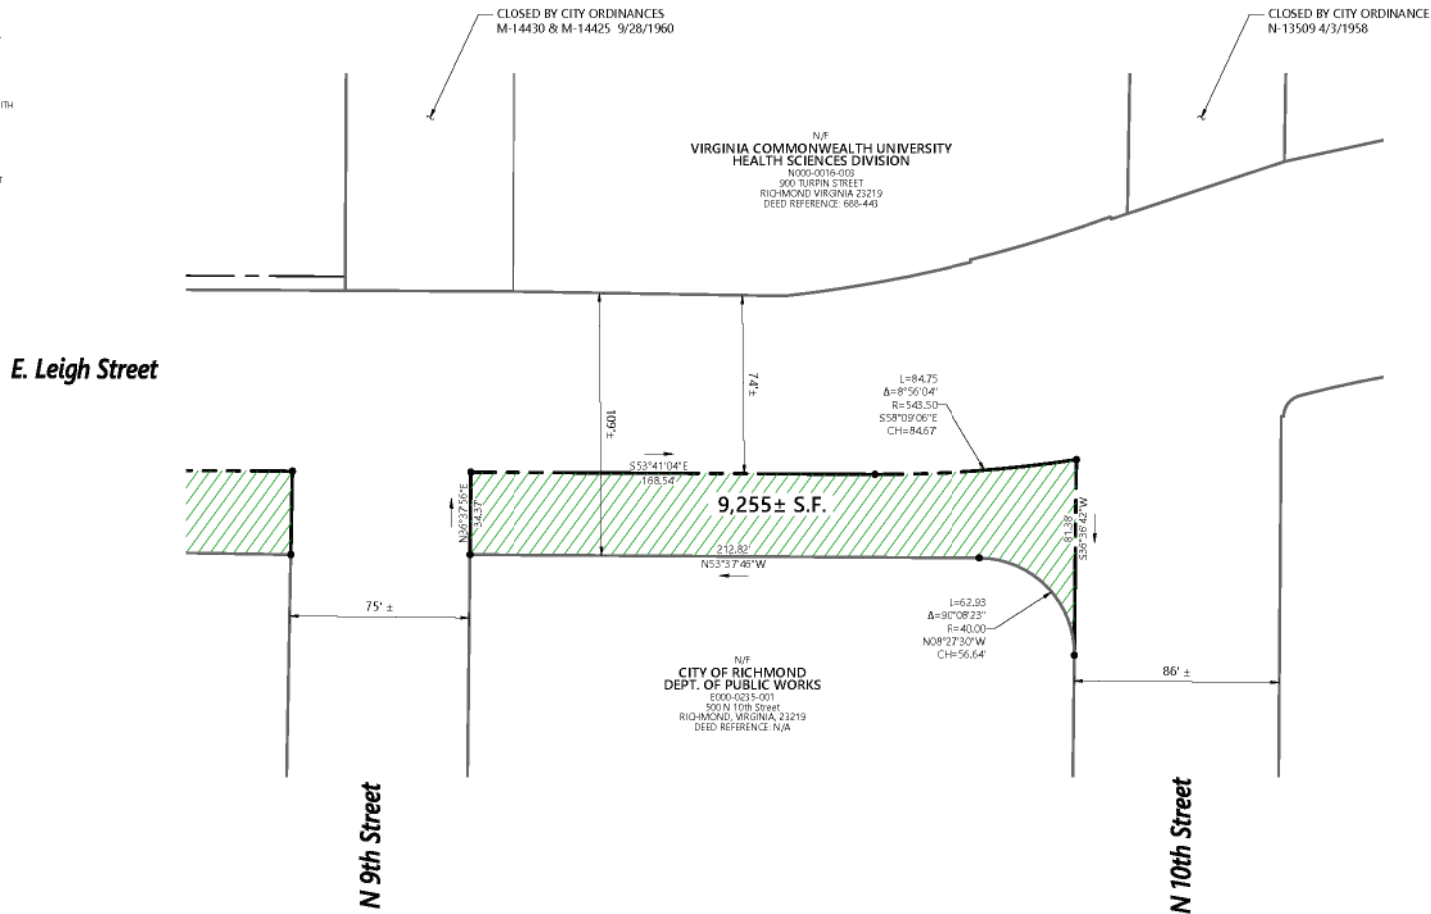 CLOSED BY CITY ORDINANCES
M-14430 & M-14425 9/28/1960
CLOSED BY CITY ORDINANCE
N-13509 4/3/1958
ITH
N/F
VIRGINIA COMMONWEALTH UNIVERSITY
HEALTH SCIENCES DIVISION
N000-0016-003
900 TURPIN STREET
RICHMOND VIRGINIA 23219
DEED REFERENCE: 688-443
E. Leigh Street
109'±
74'±
L=84.75
Δ=8°56'04"
R=543.50
S58°09'06"E
CH=84.67'
S53°41'04"E
168.54'
9,255± S.F.
N36°37'56"E
34.37'
81.38'
S36°36'42"W
212.82'
N53°37'46"W
75' ±
L=62.93
Δ=90°08'23"
R=40.00
N08°27'30"W
CH=56.64'
86' ±
N/F
CITY OF RICHMOND
DEPT. OF PUBLIC WORKS
E000-0235-001
500 N 10th Street
RICHMOND, VIRGINIA, 23219
DEED REFERENCE: N/A
N 9th Street
N 10th Street